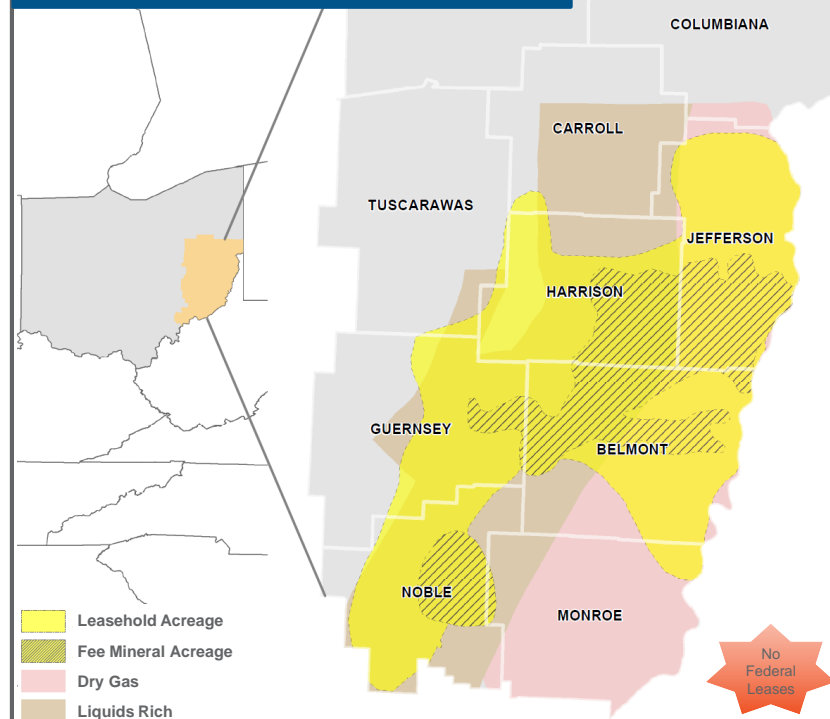 COLUMBIANA
CARROLL
TUSCARAWAS
JEFFERSON
HARRISON
GUERNSEY
BELMONT
NOBLE
MONROE
Leasehold Acreage
Fee Mineral Acreage
Dry Gas
Liquids Rich
No
Federal
Leases